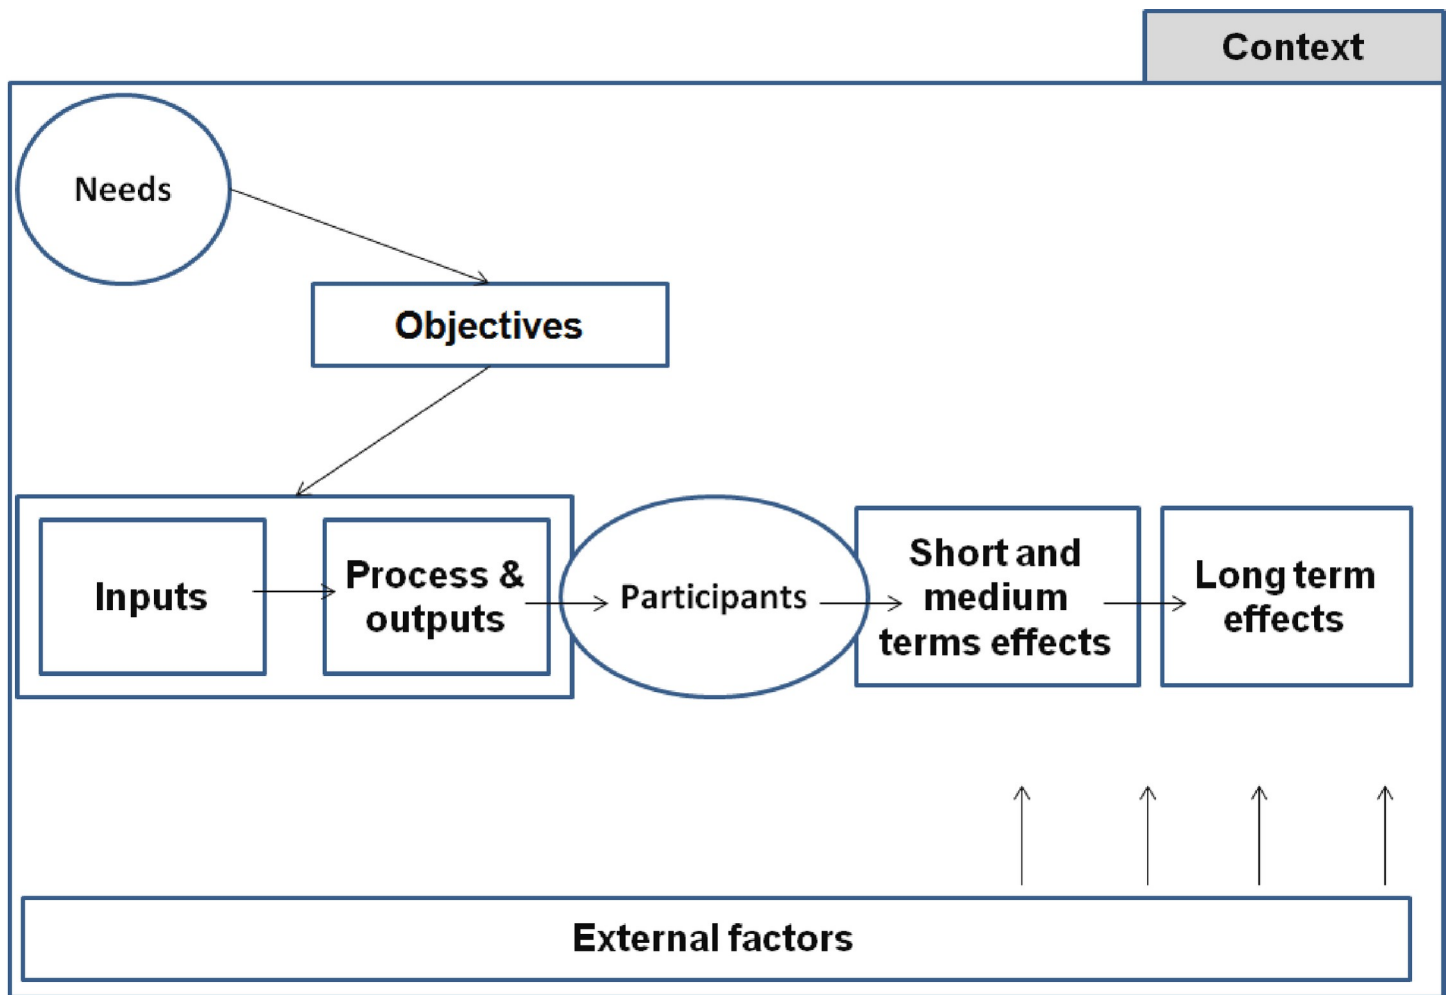 Context
Needs
Objectives
Inputs
Process &
outputs
Participants
Short and
medium
terms effects
Long term
effects
External factors